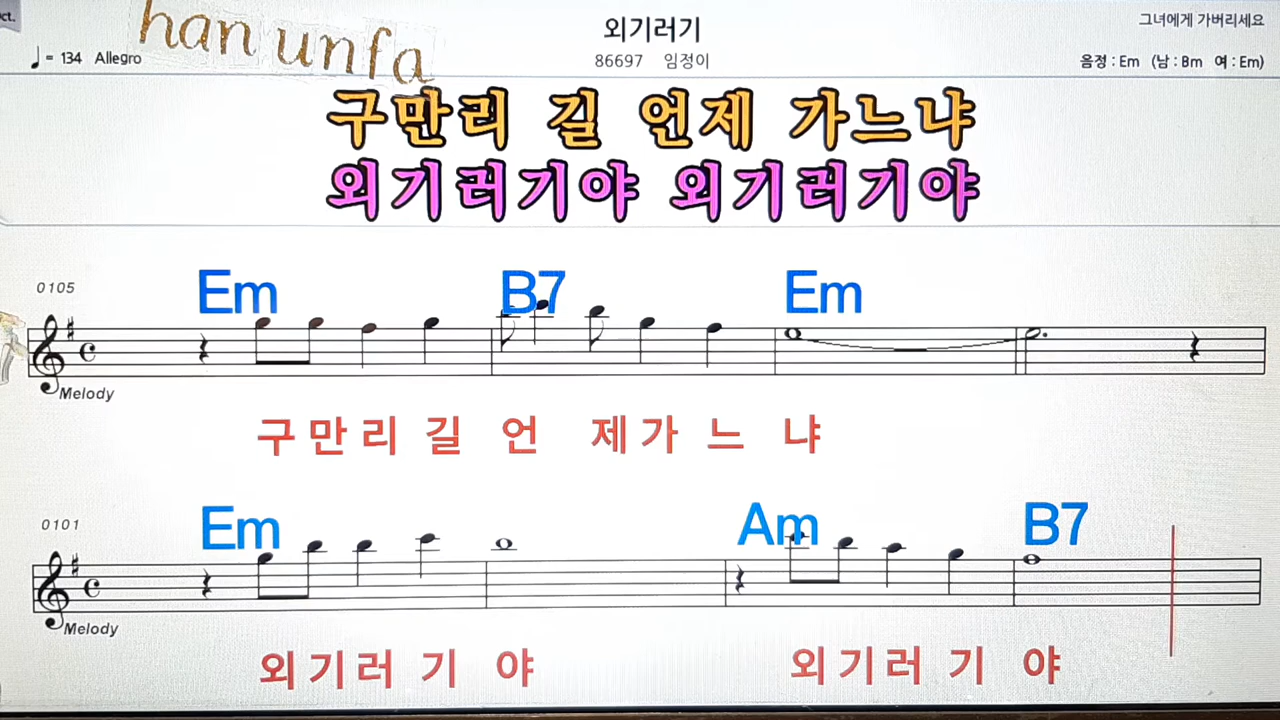 ct.
han unfa
외기러기
그녀에게 가버리세요
♩ = 134 Allegro
86697 임정이
음정 : Em (남 : Bm 여 : Em)
구만리 길 언제 가느냐
외기러기야 외기러기야
0105
Em B7 Em
Melody
구만리 길 언 제가 느 냐
0101
Em Am B7
Melody
외기러 기 야 외기러 기 야